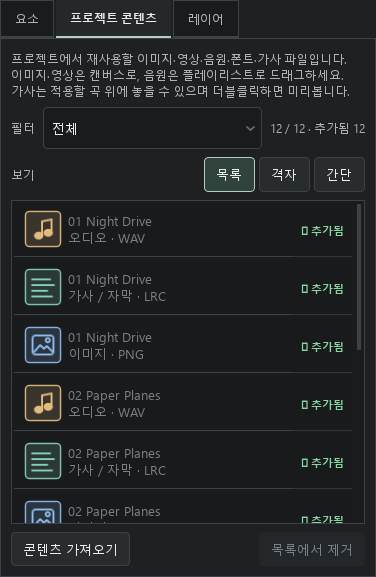 요소 프로젝트 콘텐츠 레이어
프로젝트에서 재사용할 이미지·영상·음원·폰트·가사 파일입니다.
이미지·영상은 캔버스로, 음원은 플레이리스트로 드래그하세요.
가사는 적용할 곡 위에 놓을 수 있으며 더블클릭하면 미리봅니다.
필터 전체 12 / 12 · 추가됨 12
보기 목록 격자 간단
01 Night Drive
오디오 · WAV
추가됨
01 Night Drive
가사 / 자막 · LRC
추가됨
01 Night Drive
이미지 · PNG
추가됨
02 Paper Planes
오디오 · WAV
추가됨
02 Paper Planes
가사 / 자막 · LRC
추가됨
02 Paper Planes
추가됨
콘텐츠 가져오기 목록에서 제거